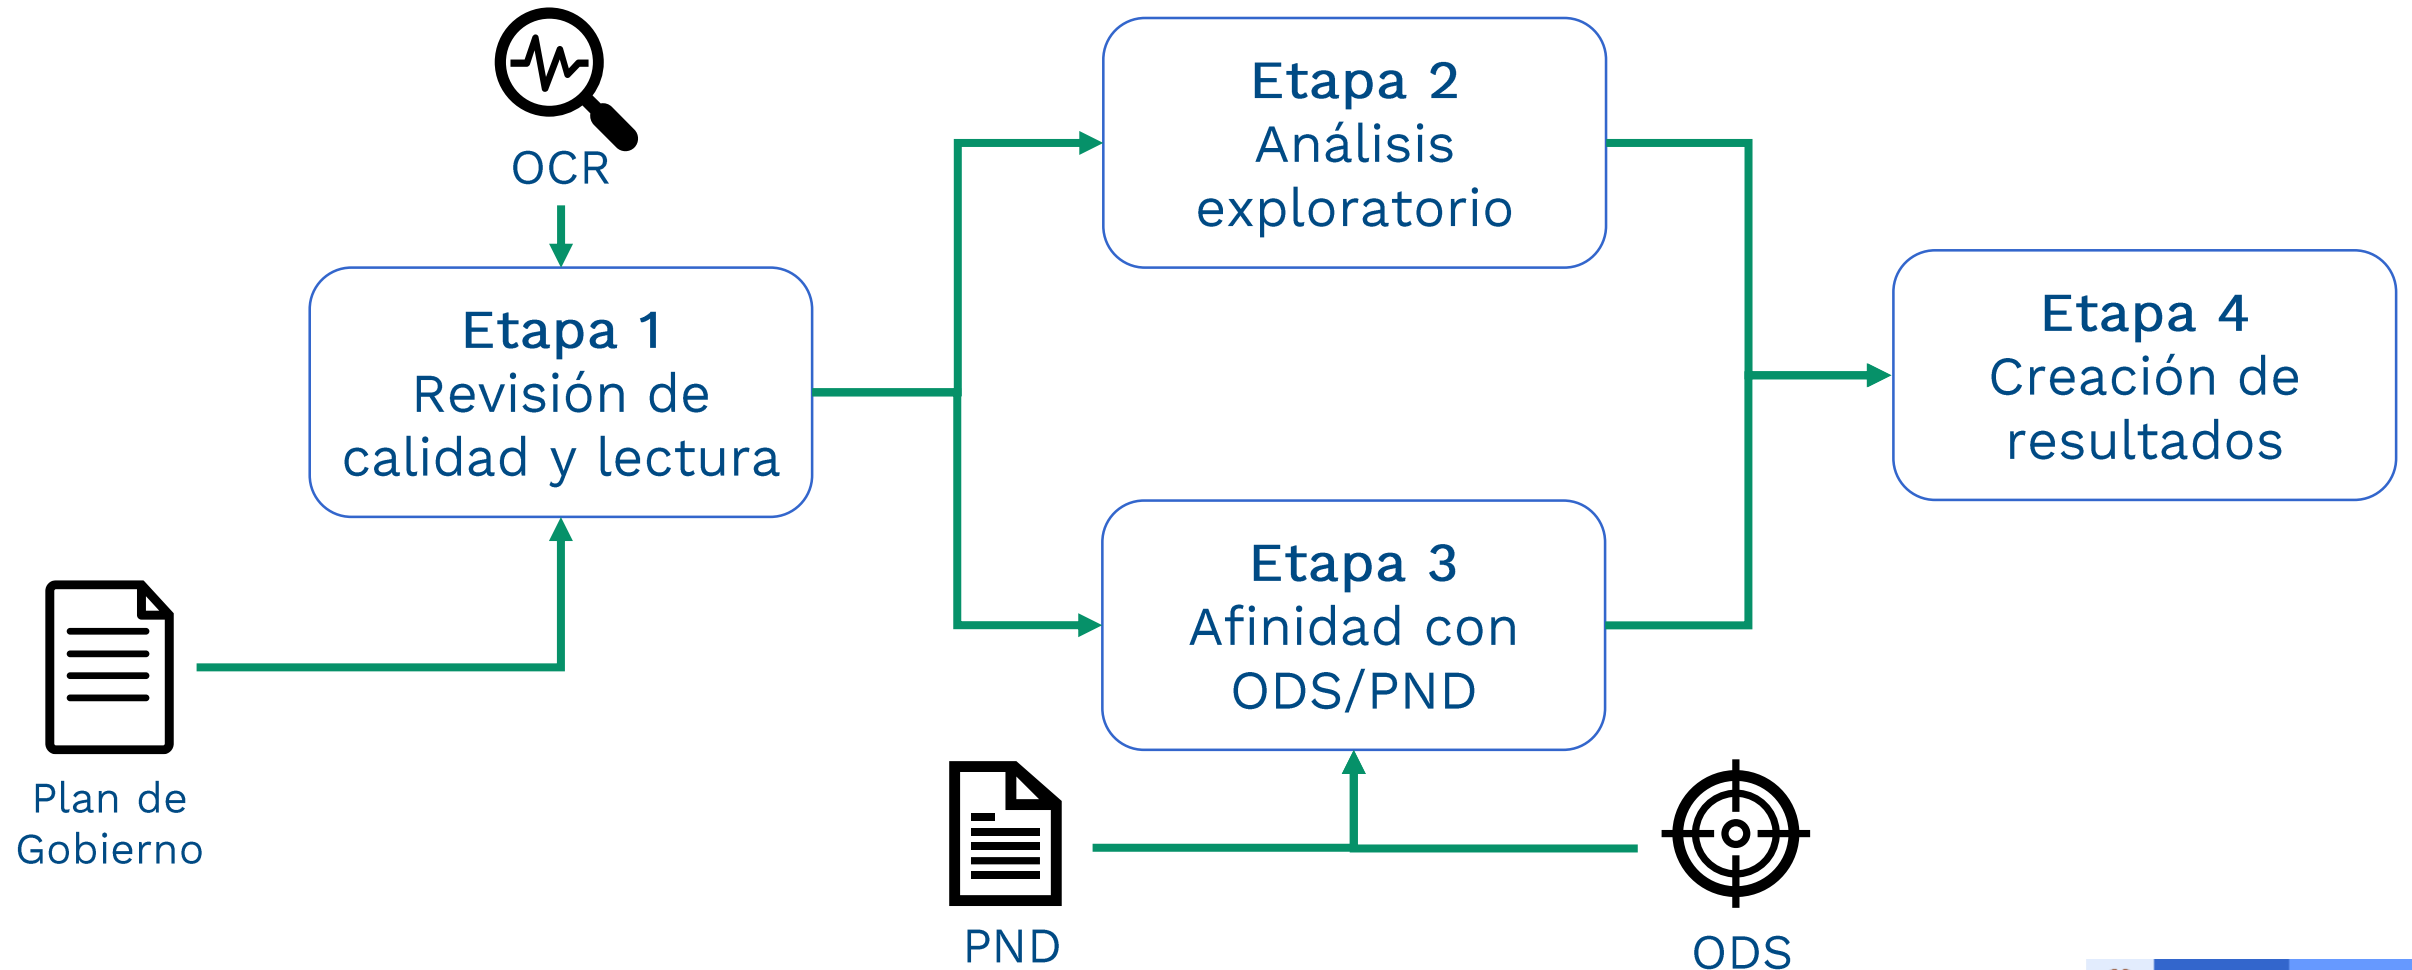 OCR
Etapa 1
Revisión de
calidad y lectura
Plan de
Gobierno
Etapa 2
Análisis
exploratorio
Etapa 3
Afinidad con
ODS/PND
PND
ODS
Etapa 4
Creación de
resultados